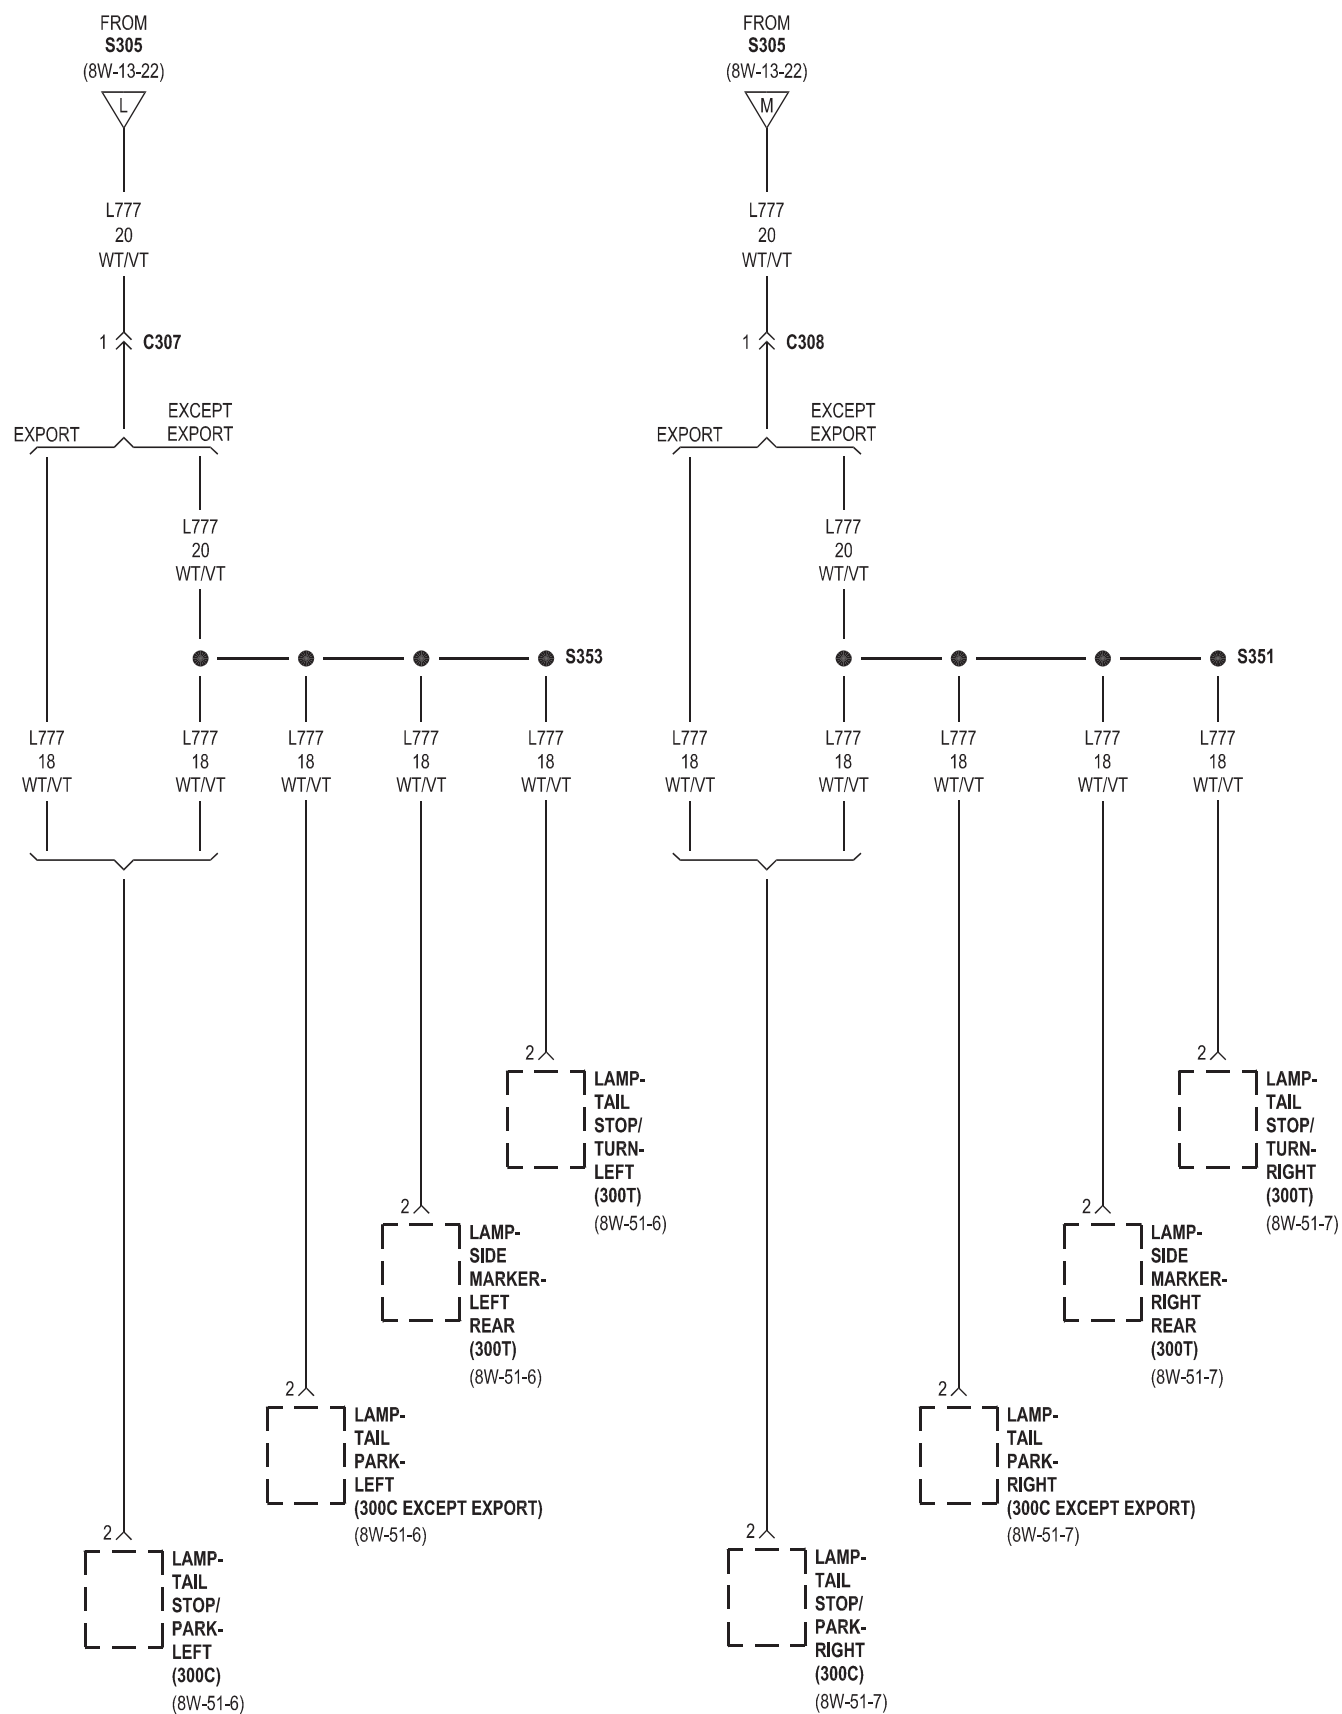 FROM
S305
(8W-13-22)
L
L777
20
WT/VT
1
C307
EXPORT
EXCEPT
EXPORT
L777
20
WT/VT
S353
L777
18
WT/VT
L777
18
WT/VT
L777
18
WT/VT
L777
18
WT/VT
L777
18
WT/VT
2
LAMP-
TAIL
STOP/
TURN-
LEFT
(300T)
(8W-51-6)
2
LAMP-
SIDE
MARKER-
LEFT
REAR
(300T)
(8W-51-6)
2
LAMP-
TAIL
PARK-
LEFT
(300C EXCEPT EXPORT)
(8W-51-6)
2
LAMP-
TAIL
STOP/
PARK-
LEFT
(300C)
(8W-51-6)
FROM
S305
(8W-13-22)
M
L777
20
WT/VT
1
C308
EXPORT
EXCEPT
EXPORT
L777
20
WT/VT
S351
L777
18
WT/VT
L777
18
WT/VT
L777
18
WT/VT
L777
18
WT/VT
L777
18
WT/VT
2
LAMP-
TAIL
STOP/
TURN-
RIGHT
(300T)
(8W-51-7)
2
LAMP-
SIDE
MARKER-
RIGHT
REAR
(300T)
(8W-51-7)
2
LAMP-
TAIL
PARK-
RIGHT
(300C EXCEPT EXPORT)
(8W-51-7)
2
LAMP-
TAIL
STOP/
PARK-
RIGHT
(300C)
(8W-51-7)